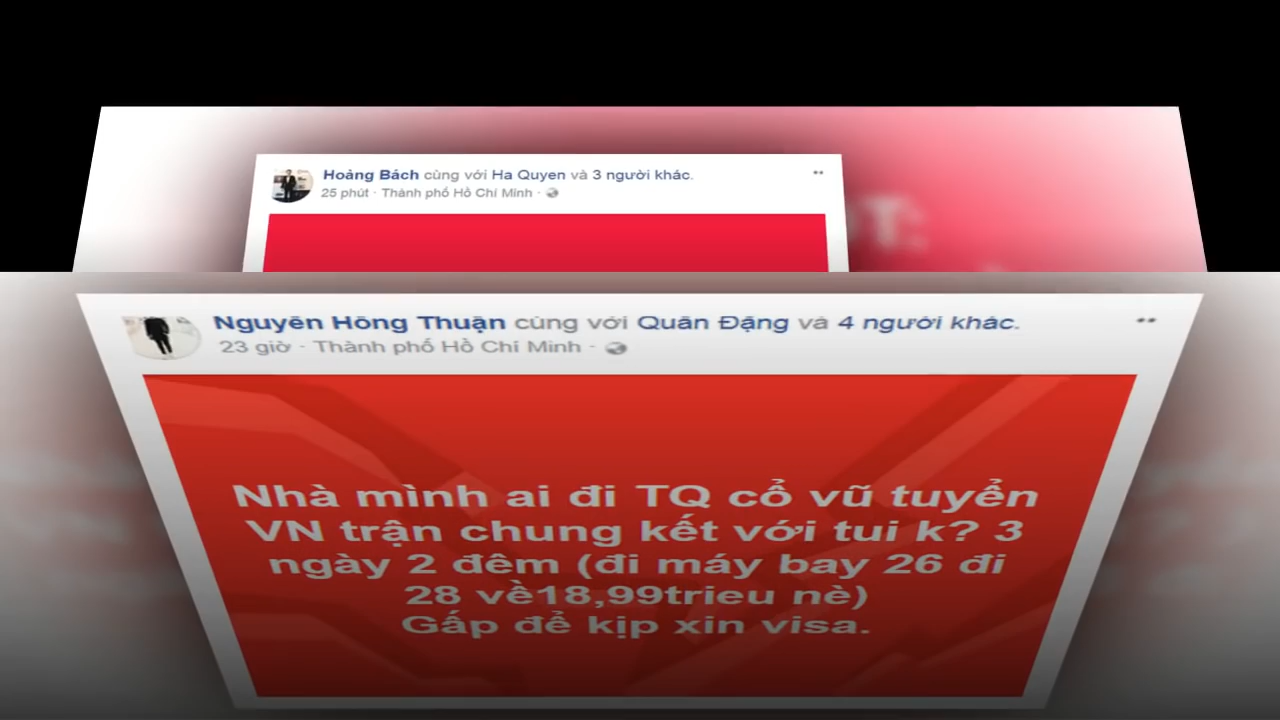 Hoàng Bách cùng với Ha Quyen và 3 người khác.
25 phút · Thành phố Hồ Chí Minh ·
Nguyễn Hồng Thuận cùng với Quân Đặng và 4 người khác.
23 giờ · Thành phố Hồ Chí Minh ·
Nhà mình ai đi TQ cổ vũ tuyển
VN trận chung kết với tui k? 3
ngày 2 đêm (đi máy bay 26 đi
28 về18,99trieu nè)
Gấp để kịp xin visa.